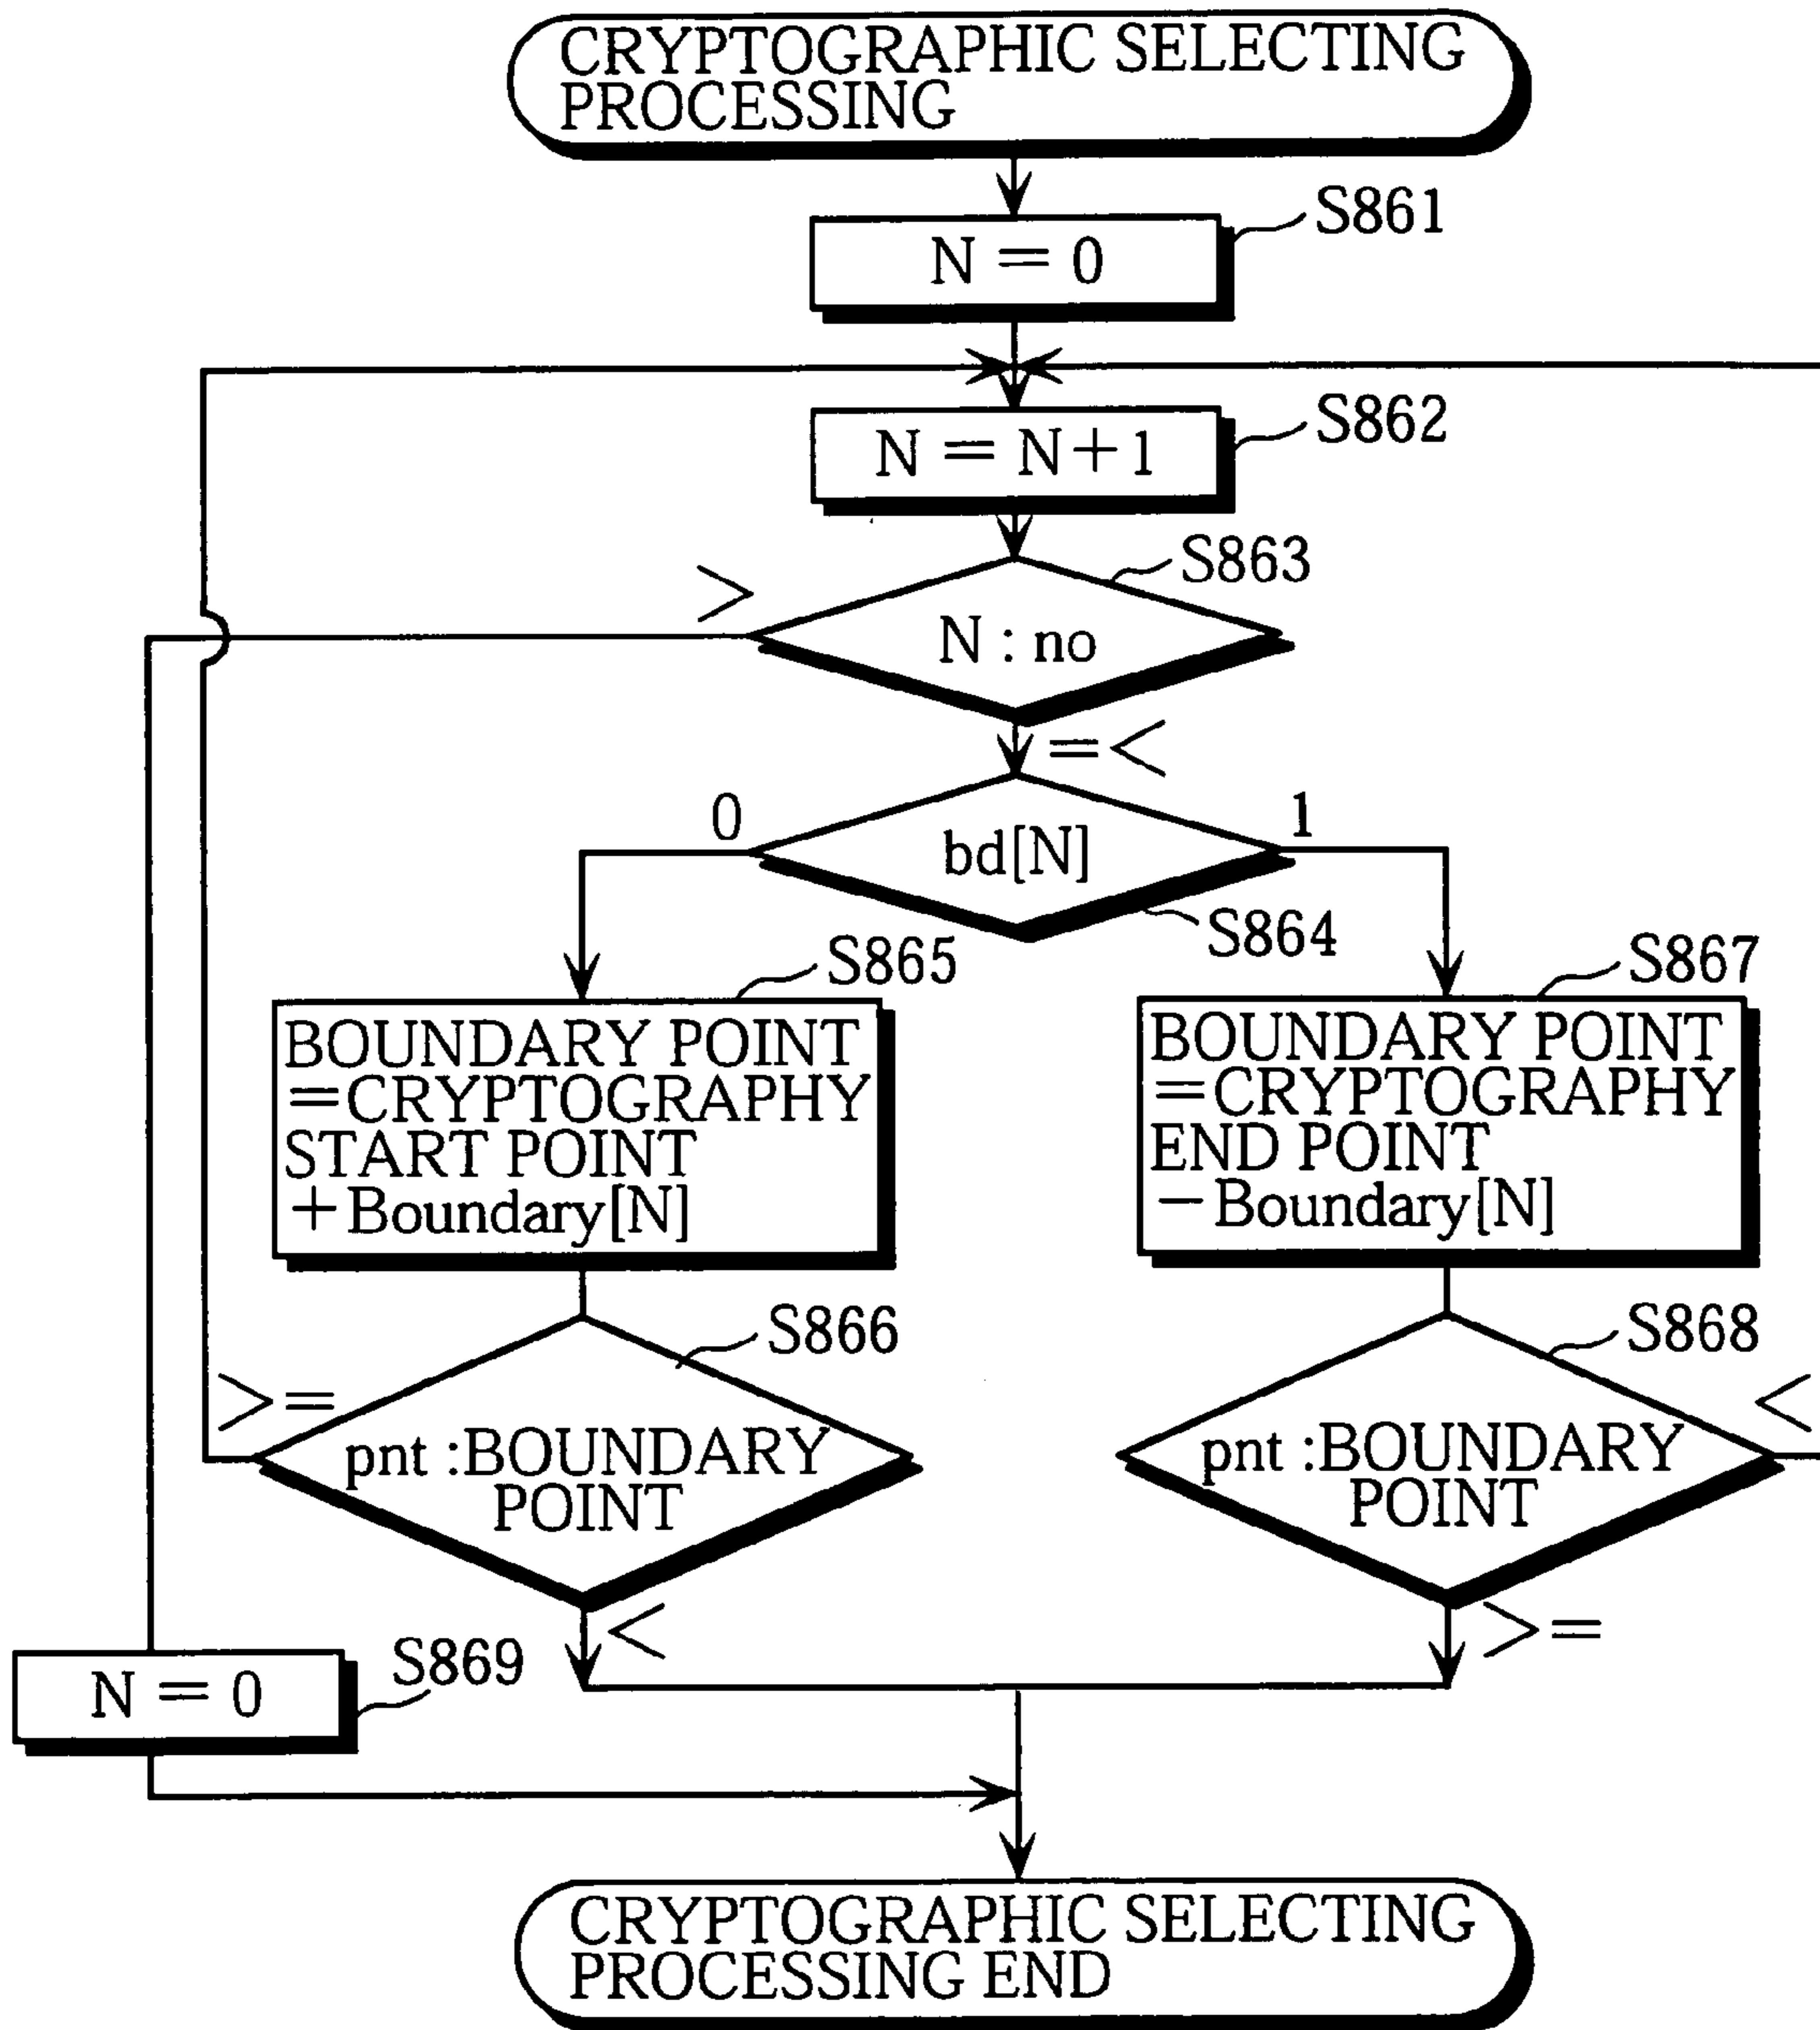 CRYPTOGRAPHIC SELECTING
PROCESSING
S861
N = 0
S862
N = N+1
S863
>
N : no
=<
0
1
bd[N]
S864
S865
S867
BOUNDARY POINT
=CRYPTOGRAPHY
START POINT
+Boundary[N]
BOUNDARY POINT
=CRYPTOGRAPHY
END POINT
−Boundary[N]
S866
S868
>=
<
pnt :BOUNDARY
POINT
pnt :BOUNDARY
POINT
<
>=
S869
N = 0
CRYPTOGRAPHIC SELECTING
PROCESSING END